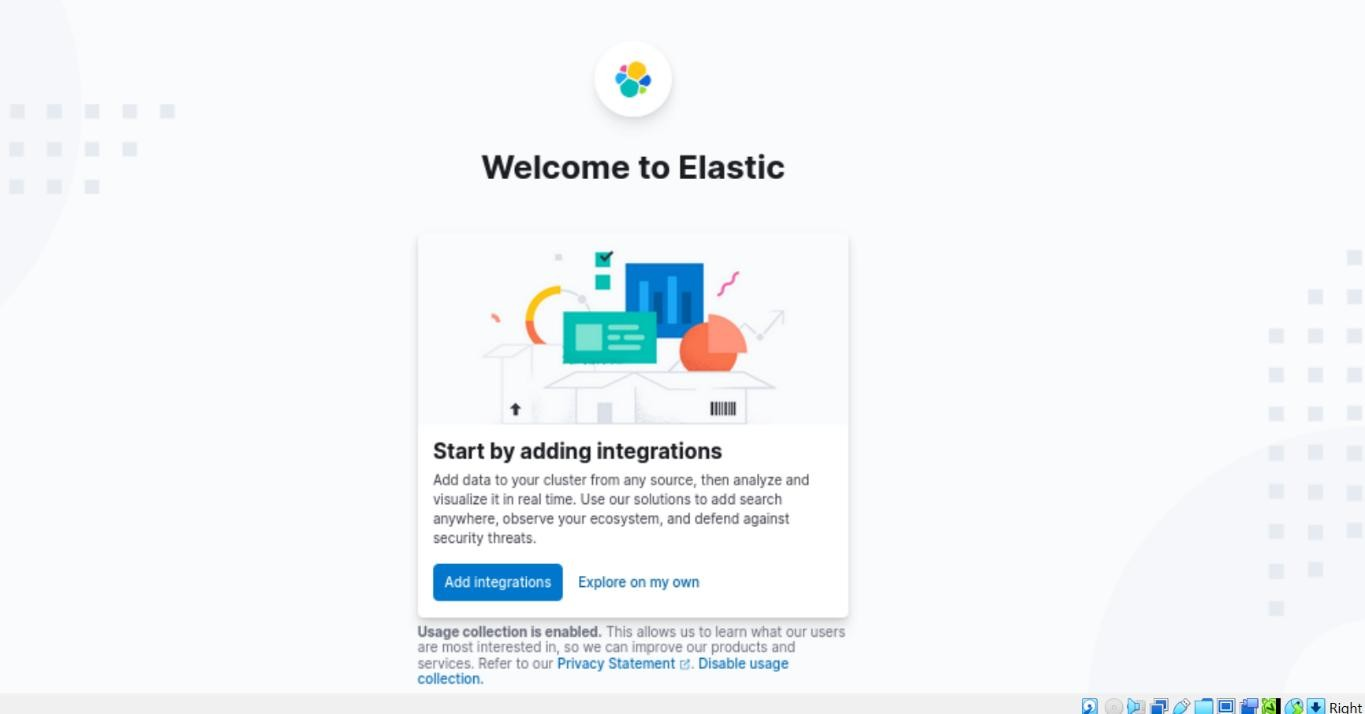 Welcome to Elastic
Start by adding integrations
Add data to your cluster from any source, then analyze and
visualize it in real time. Use our solutions to add search
anywhere, observe your ecosystem, and defend against
security threats.
Add integrations
Explore on my own
Usage collection is enabled. This allows us to learn what our users
are most interested in, so we can improve our products and
services. Refer to our Privacy Statement. Disable usage
collection.
Right